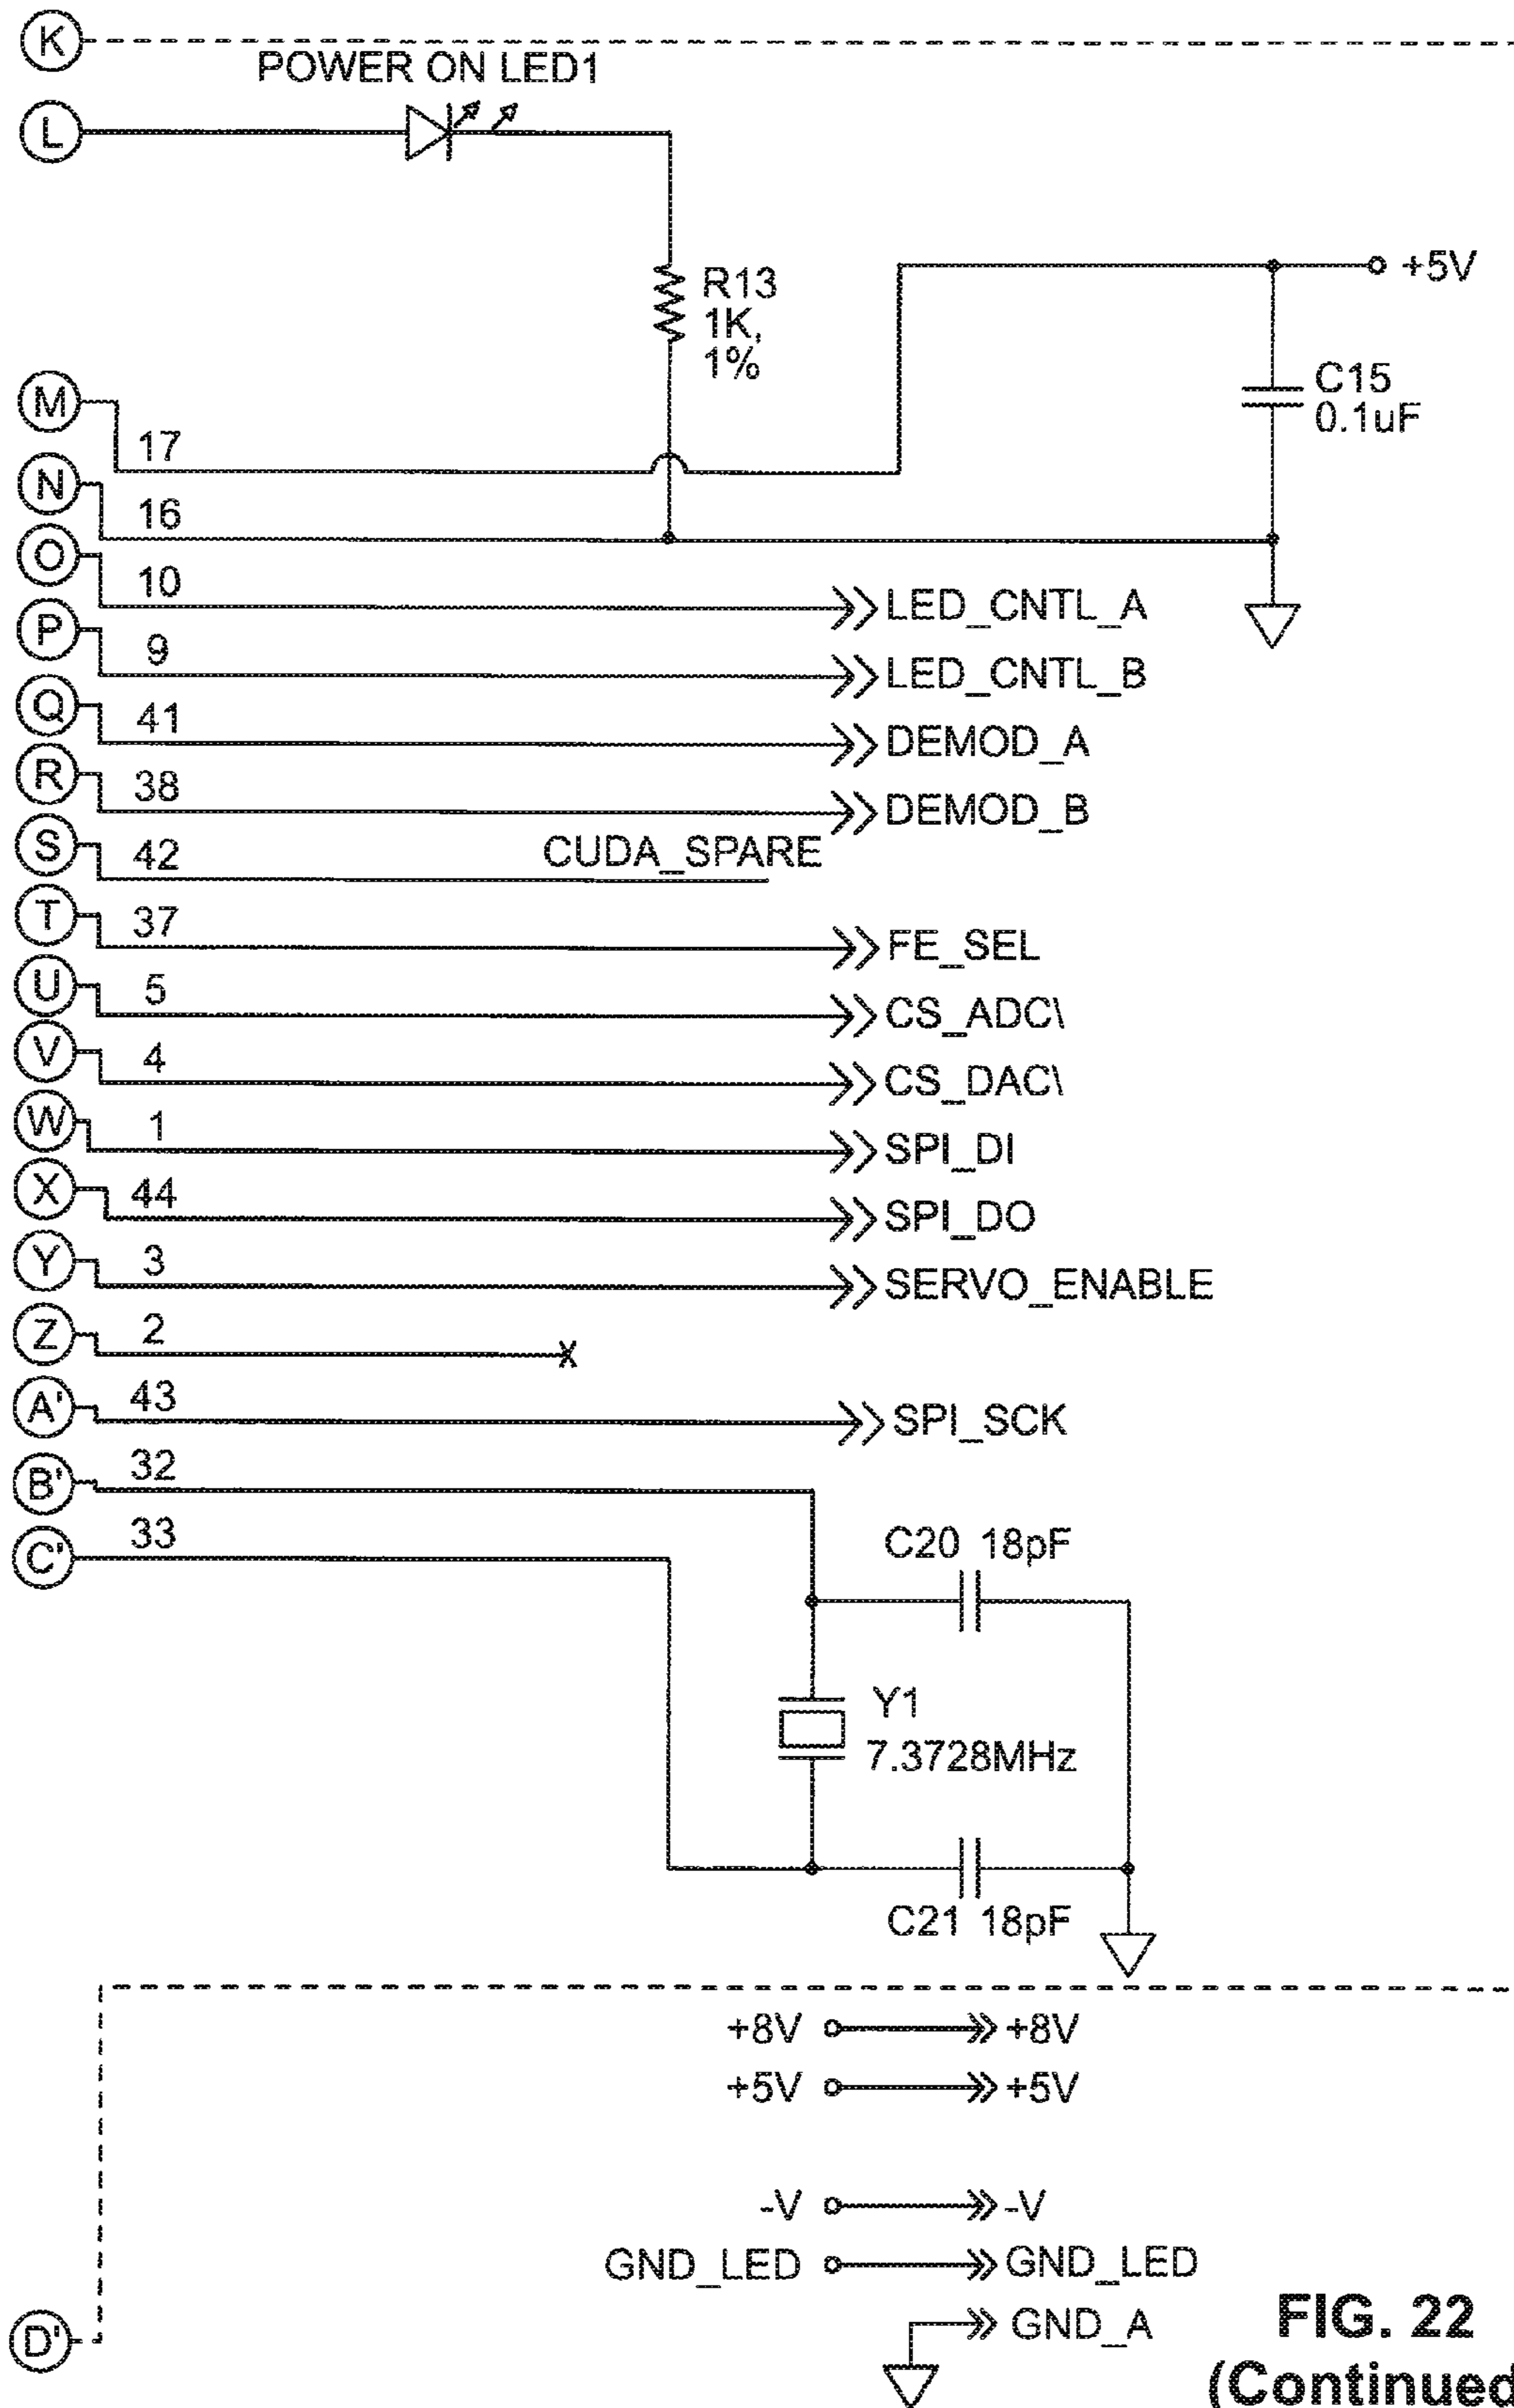 K
POWER ON LED1
L
R13
1K,
1%
+5V
C15
0.1uF
M
17
N
16
O
10
LED_CNTL_A
P
9
LED_CNTL_B
Q
41
DEMOD_A
R
38
DEMOD_B
S
42
CUDA_SPARE
T
37
FE_SEL
U
5
CS_ADC\
V
4
CS_DAC\
W
1
SPI_DI
X
44
SPI_DO
Y
3
SERVO_ENABLE
Z
2
X
A'
43
SPI_SCK
B'
32
C'
33
C20 18pF
Y1
7.3728MHz
C21 18pF
+8V +8V
+5V +5V
-V -V
GND_LED GND_LED
GND_A
D'
FIG. 22
(Continued